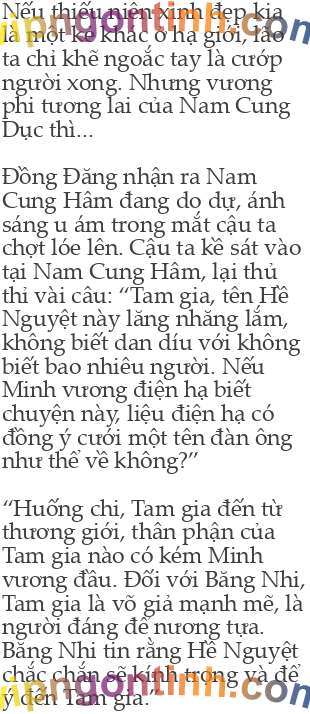 Nếu thiếu niên xinh đẹp kia
là một kẻ khác ở hạ giới, lão
ta chỉ khẽ ngoắc tay là cướp
người xong. Nhưng vương
phi tương lai của Nam Cung
Dục thì...
Đồng Đăng nhận ra Nam
Cung Hâm đang do dự, ánh
sáng u ám trong mắt cậu ta
chợt lóe lên. Cậu ta kề sát vào
tại Nam Cung Hâm, lại thủ
thỉ vài câu: “Tam gia, tên Hề
Nguyệt này lăng nhăng lắm,
không biết dan díu với không
biết bao nhiêu người. Nếu
Minh vương điện hạ biết
chuyện này, liệu điện hạ có
đồng ý cưới một tên đàn ông
như thể về không?”
“Huống chi, Tam gia đến từ
thương giới, thân phận của
Tam gia nào có kém Minh
vương đầu. Đối với Băng Nhi,
Tam gia là võ giả mạnh mẽ, là
người đáng để nương tựa.
Băng Nhi tin rằng Hề Nguyệt
chắc chắn sẽ kính trọng và để
ý đến Tam gia.”